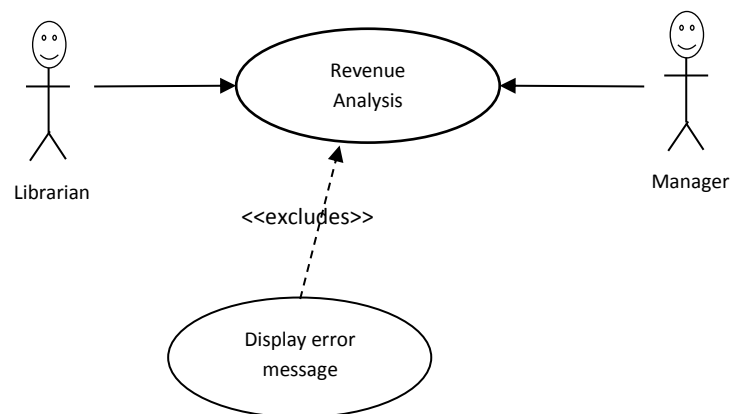 Revenue
Analysis
Librarian
Manager
<<excludes>>
Display error
message